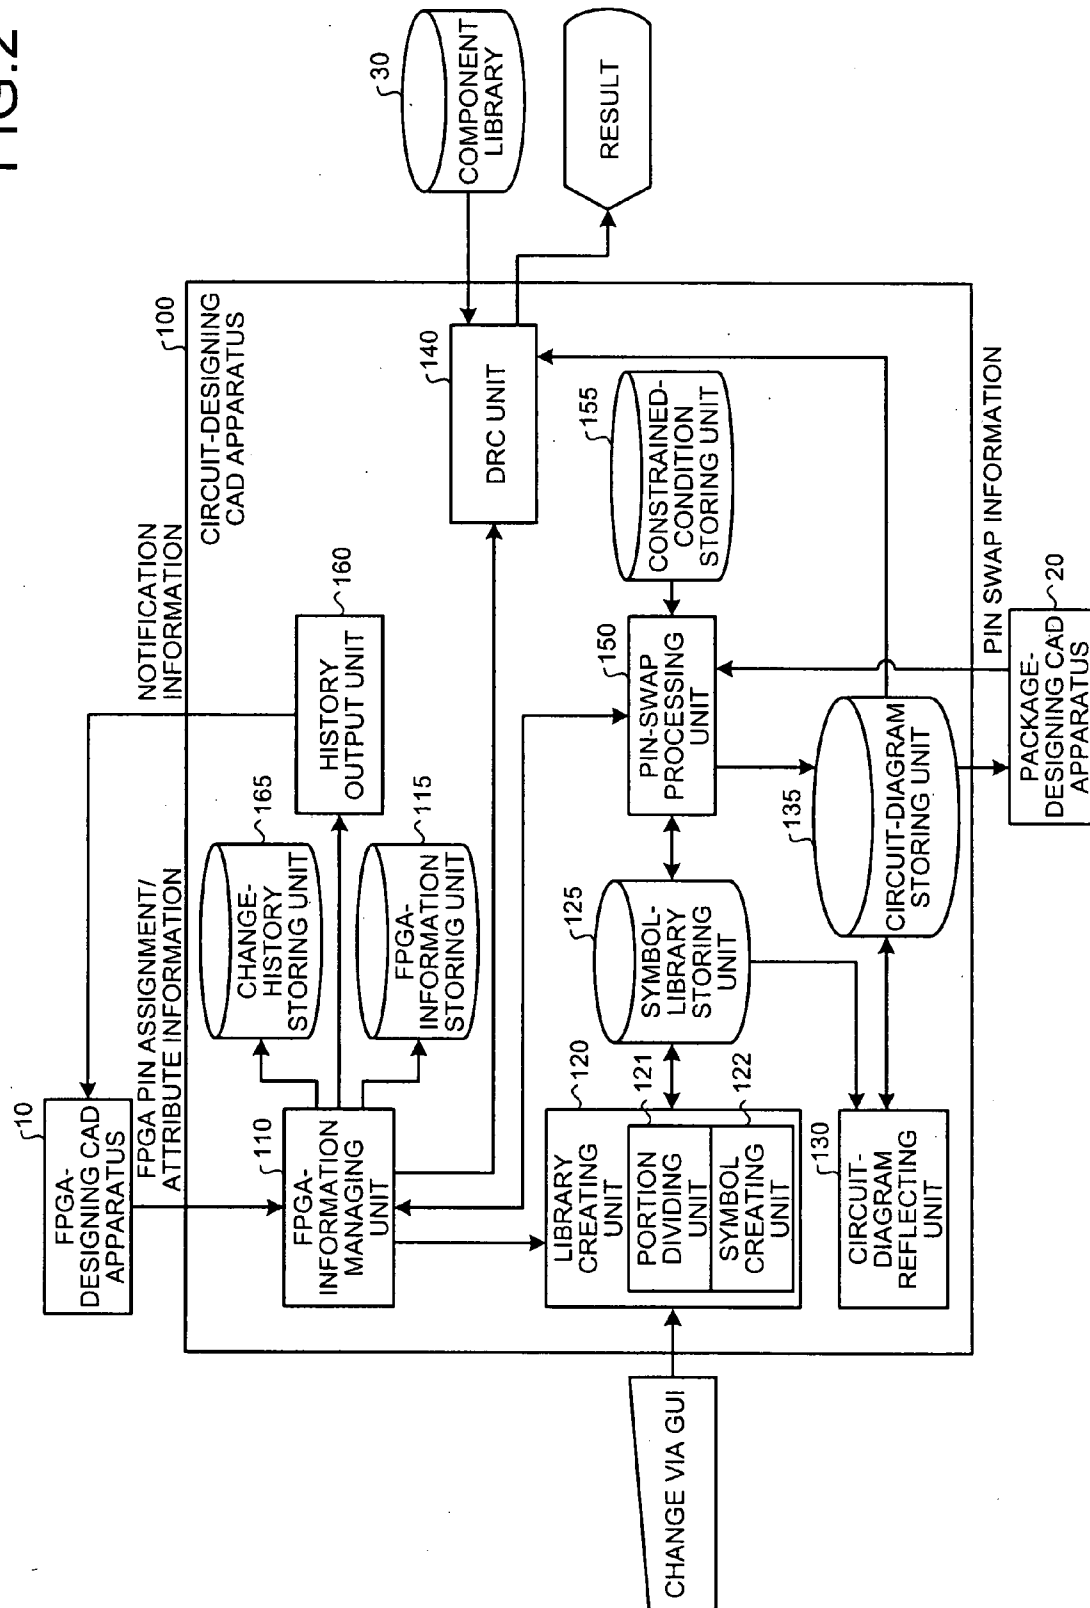 FIG.2
10
FPGA-
DESIGNING CAD
APPARATUS
FPGA PIN ASSIGNMENT/
ATTRIBUTE INFORMATION
NOTIFICATION
INFORMATION
100
CIRCUIT-DESIGNING
CAD APPARATUS
30
COMPONENT
LIBRARY
RESULT
110
FPGA-
INFORMATION
MANAGING
UNIT
165
CHANGE-
HISTORY
STORING UNIT
115
FPGA-
INFORMATION
STORING UNIT
160
HISTORY
OUTPUT UNIT
140
DRC UNIT
CHANGE VIA GUI
120
LIBRARY
CREATING
UNIT
121
PORTION
DIVIDING
UNIT
122
SYMBOL
CREATING
UNIT
125
SYMBOL-
LIBRARY
STORING
UNIT
150
PIN-SWAP
PROCESSING
UNIT
155
CONSTRAINED-
CONDITION
STORING UNIT
130
CIRCUIT-
DIAGRAM
REFLECTING
UNIT
135
CIRCUIT-DIAGRAM
STORING UNIT
PIN SWAP INFORMATION
20
PACKAGE-
DESIGNING CAD
APPARATUS